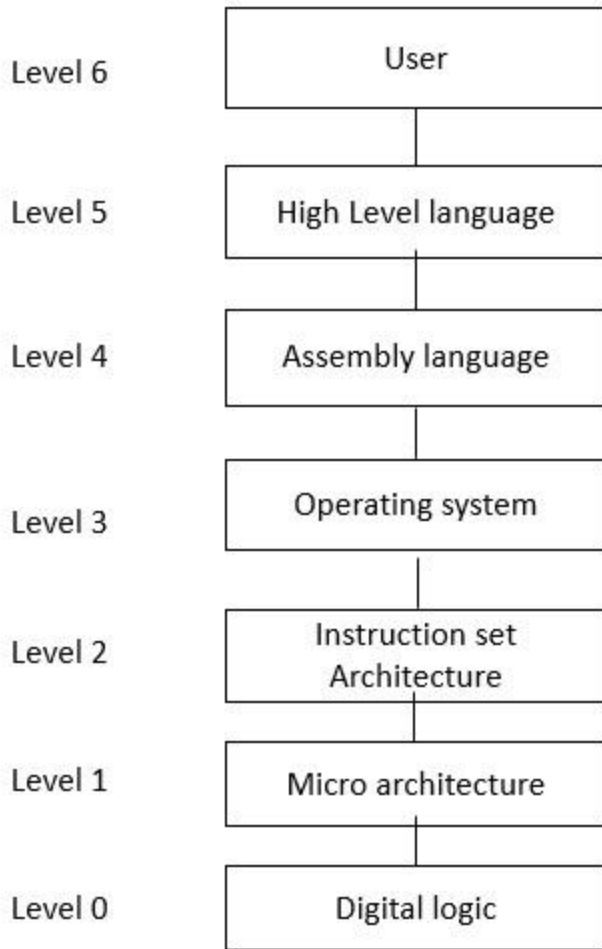 Level 6
User
Level 5
High Level language
Level 4
Assembly language
Level 3
Operating system
Level 2
Instruction set
Architecture
Level 1
Micro architecture
Level 0
Digital logic